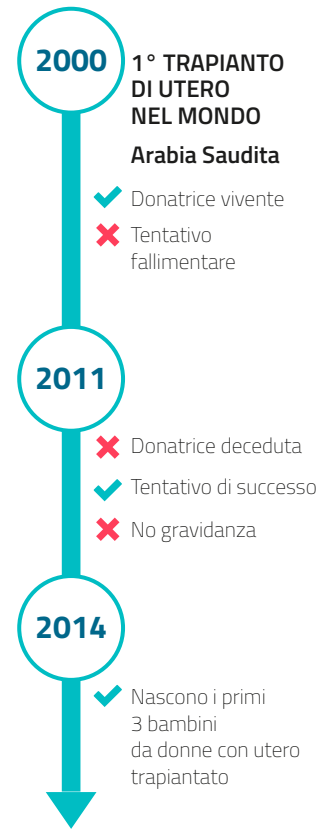 2000
1° TRAPIANTO
DI UTERO
NEL MONDO
Arabia Saudita
Donatrice vivente
Tentativo
fallimentare
2011
Donatrice deceduta
Tentativo di successo
No gravidanza
2014
Nascono i primi
3 bambini
da donne con utero
trapiantato